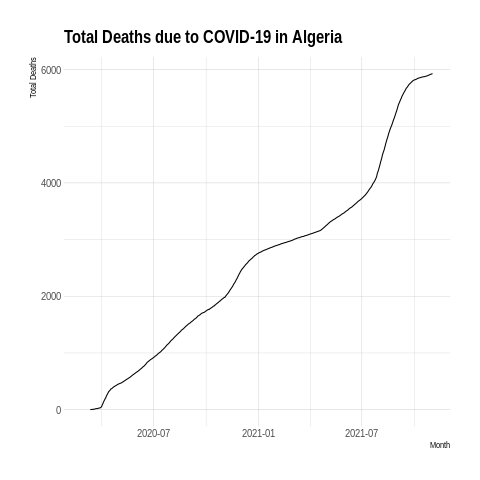 Total Deaths due to COVID-19 in Algeria
Total Deaths
6000
4000
2000
0
2020-07
2021-01
2021-07
Month